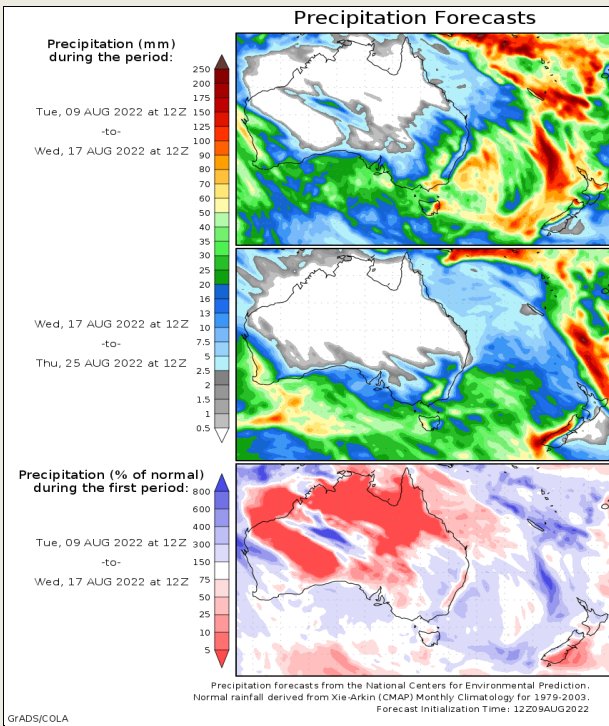 Precipitation Forecasts
Precipitation (mm)
during the period:
Tue, 09 AUG 2022 at 12Z
-to-
Wed, 17 AUG 2022 at 12Z
250
200
175
150
125
100
90
80
70
60
50
40
35
30
25
20
16
13
10
7.5
5
2.5
2
1.5
1
0.5
Wed, 17 AUG 2022 at 12Z
-to-
Thu, 25 AUG 2022 at 12Z
Precipitation (% of normal)
during the first period:
Tue, 09 AUG 2022 at 12Z
-to-
Wed, 17 AUG 2022 at 12Z
800
600
400
300
150
75
50
25
10
5
Precipitation forecasts from the National Centers for Environmental Prediction.
Normal rainfall derived from Xie-Arkin (CMAP) Monthly Climatology for 1979-2003.
Forecast Initialization Time: 12Z09AUG2022
GrADS/COLA